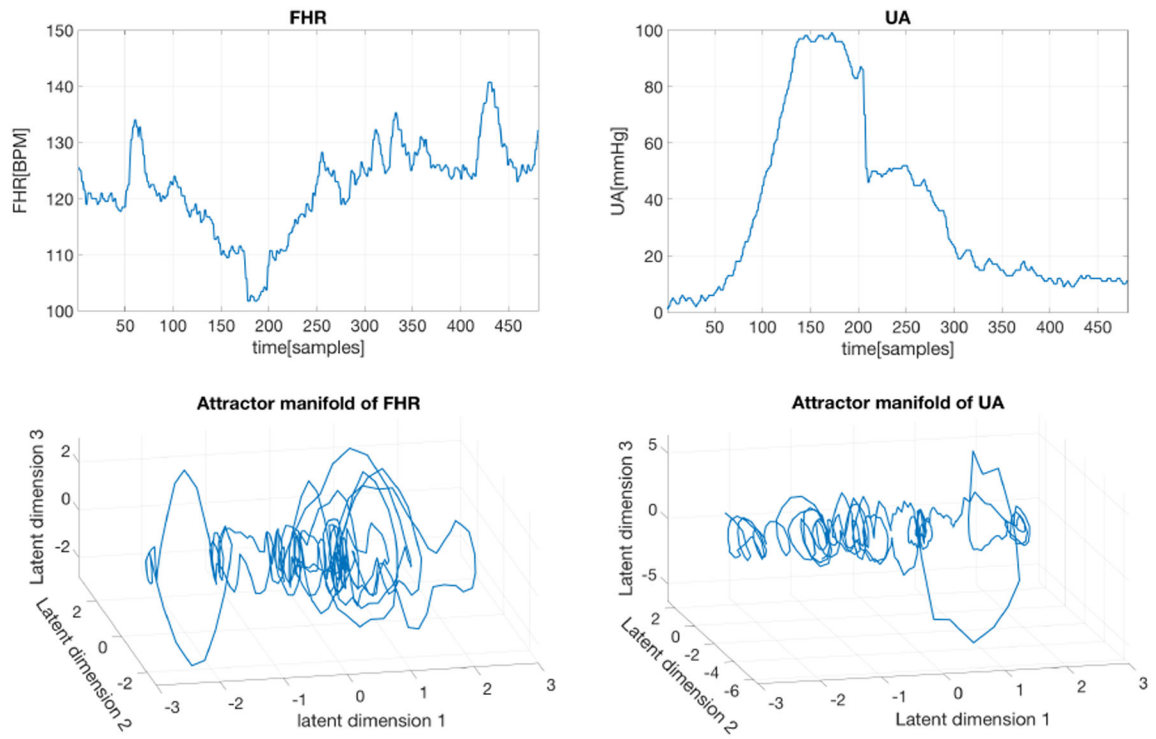 FHR
150
140
130
120
110
100
FHR[BPM]
50 100 150 200 250 300 350 400 450
time[samples]
UA
100
80
60
40
20
0
UA[mmHg]
50 100 150 200 250 300 350 400 450
time[samples]
Attractor manifold of FHR
Latent dimension 3
2
0
-2
Latent dimension 2
2
0
-2
-3 -2 -1 0 1 2 3
latent dimension 1
Attractor manifold of UA
Latent dimension 3
5
0
-5
Latent dimension 2
2
0
-2
-4
-6
-3 -2 -1 0 1 2 3
Latent dimension 1